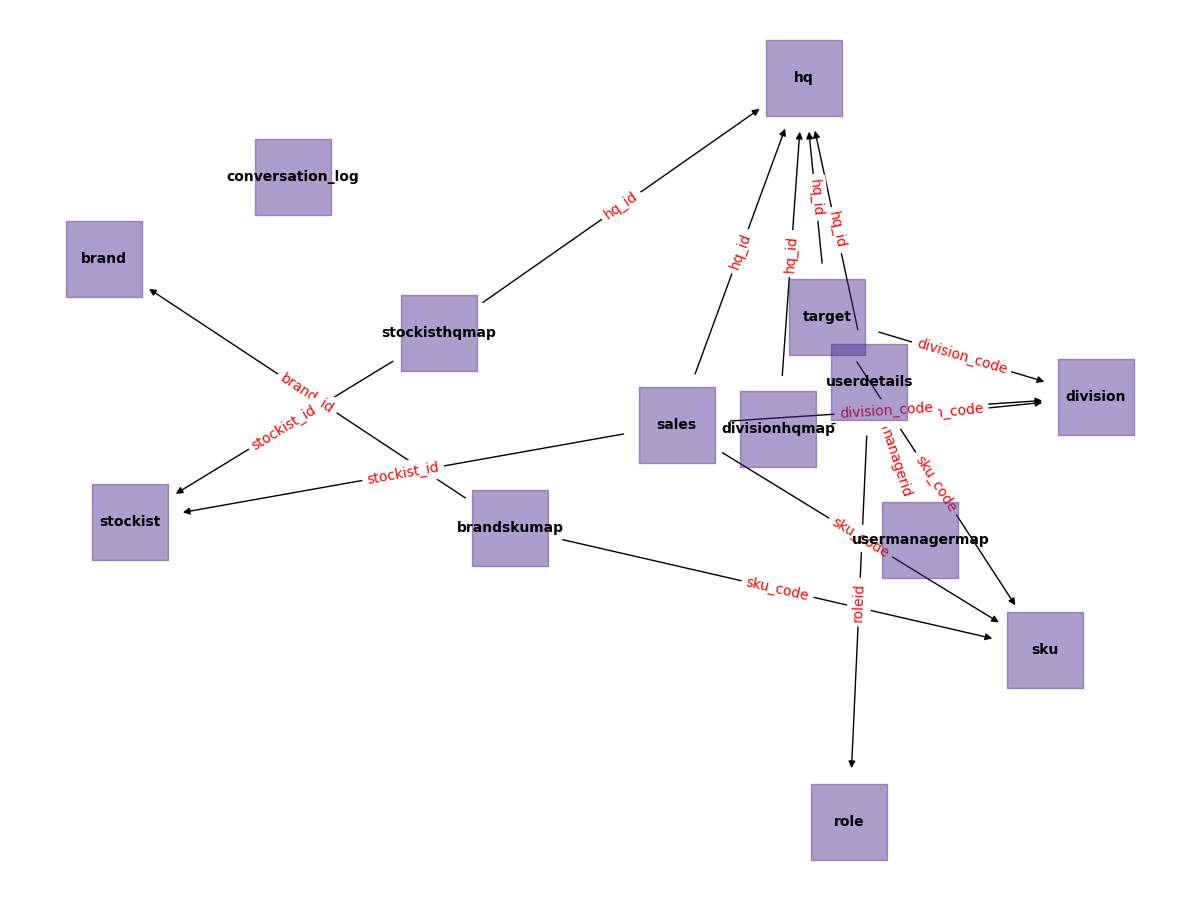 hq
conversation_log
hq_id
hq_id
hq_id
brand
hq_id
hq_id
target
stockisthqmap
division_code
userdetails
brand_id
division
division_code
stockist_id
sales
divisionhqmap
managerid
stockist_id
sku_code
stockist
brandskumap
sku_code
usermanagermap
sku_code
roleid
sku
role